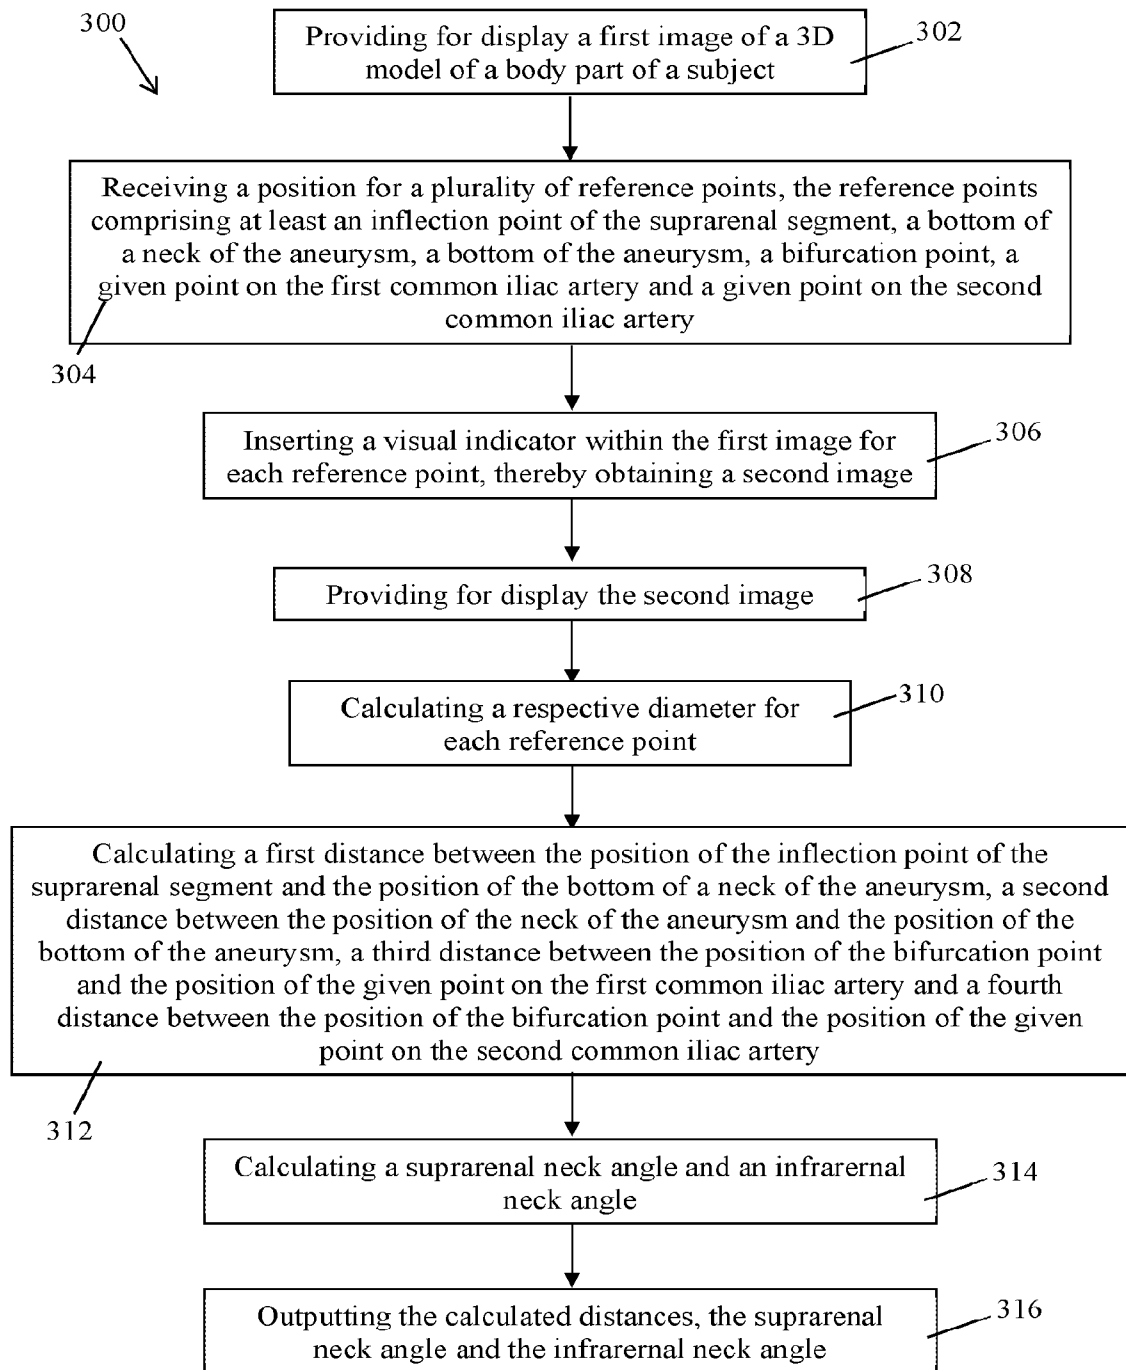 300
Providing for display a first image of a 3D
model of a body part of a subject
302
Receiving a position for a plurality of reference points, the reference points
comprising at least an inflection point of the suprarenal segment, a bottom of
a neck of the aneurysm, a bottom of the aneurysm, a bifurcation point, a
given point on the first common iliac artery and a given point on the second
common iliac artery
304
Inserting a visual indicator within the first image for
each reference point, thereby obtaining a second image
306
Providing for display the second image
308
Calculating a respective diameter for
each reference point
310
Calculating a first distance between the position of the inflection point of the
suprarenal segment and the position of the bottom of a neck of the aneurysm, a second
distance between the position of the neck of the aneurysm and the position of the
bottom of the aneurysm, a third distance between the position of the bifurcation point
and the position of the given point on the first common iliac artery and a fourth
distance between the position of the bifurcation point and the position of the given
point on the second common iliac artery
312
Calculating a suprarenal neck angle and an infrarernal
neck angle
314
Outputting the calculated distances, the suprarenal
neck angle and the infrarernal neck angle
316